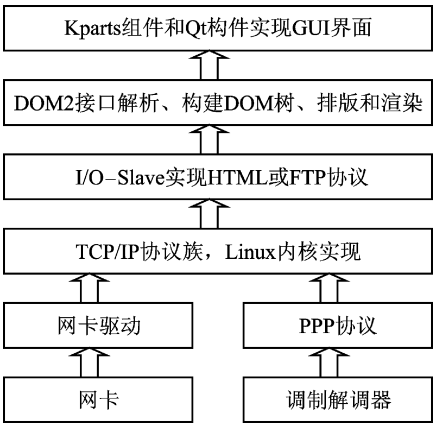 Kparts组件和Qt构件实现GUI界面
DOM2接口解析、构建DOM树、排版和渲染
I/O-Slave实现HTML或FTP协议
TCP/IP协议族，Linux内核实现
网卡驱动
PPP协议
网卡
调制解调器